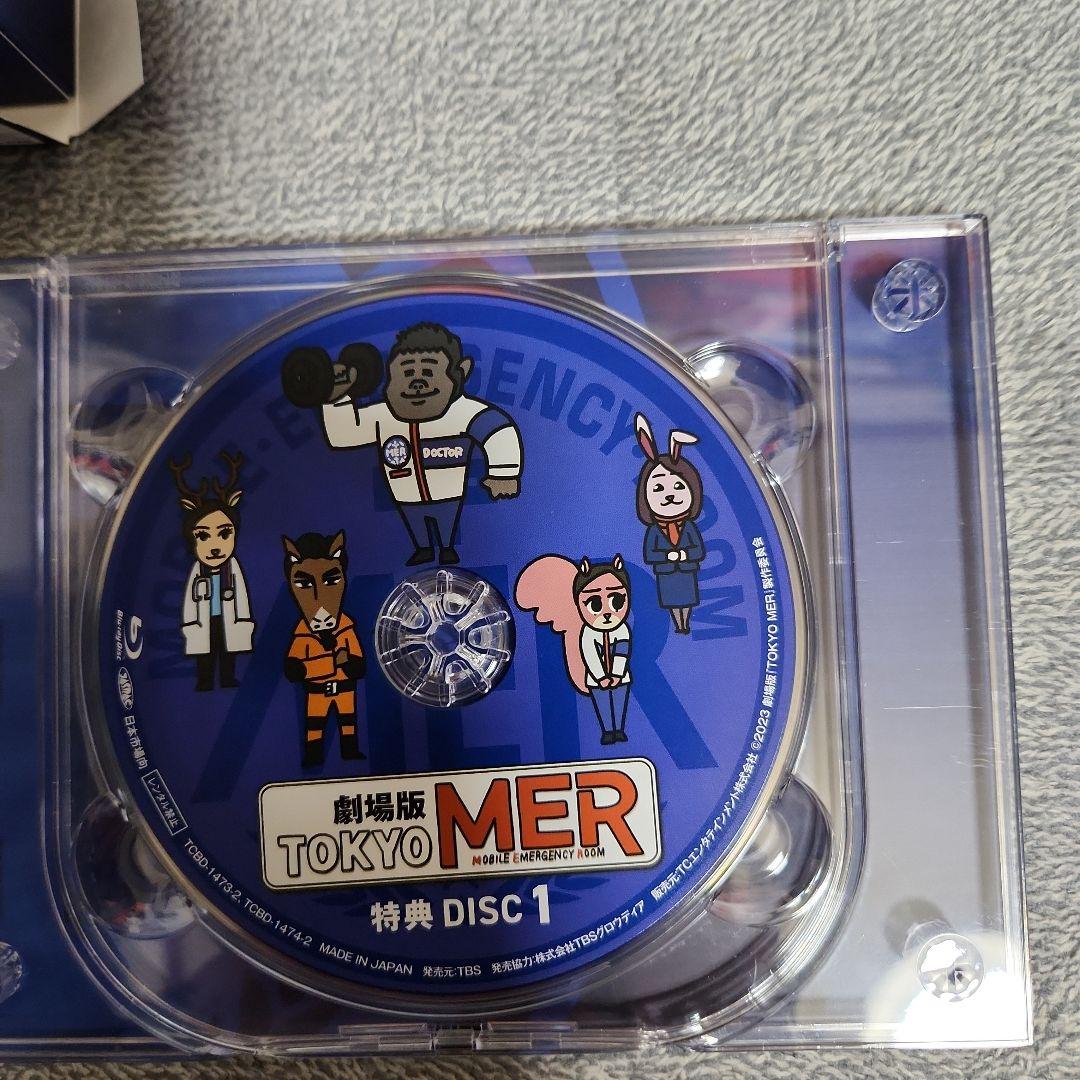 MOBILE・EMERGENCY ROOM
MER
MER
DOCTOR
劇場版
TOKYO MER
MOBILE EMERGENCY ROOM
特典 DISC 1
Blu-ray Disc
日本市場向
レンタル禁止
TCBD-1473-2, TCBD-1474-2
MADE IN JAPAN
発売元:TBS
発売協力:株式会社TBSグロウディア
販売元:TCエンタテインメント株式会社
©2023 劇場版『TOKYO MER』製作委員会